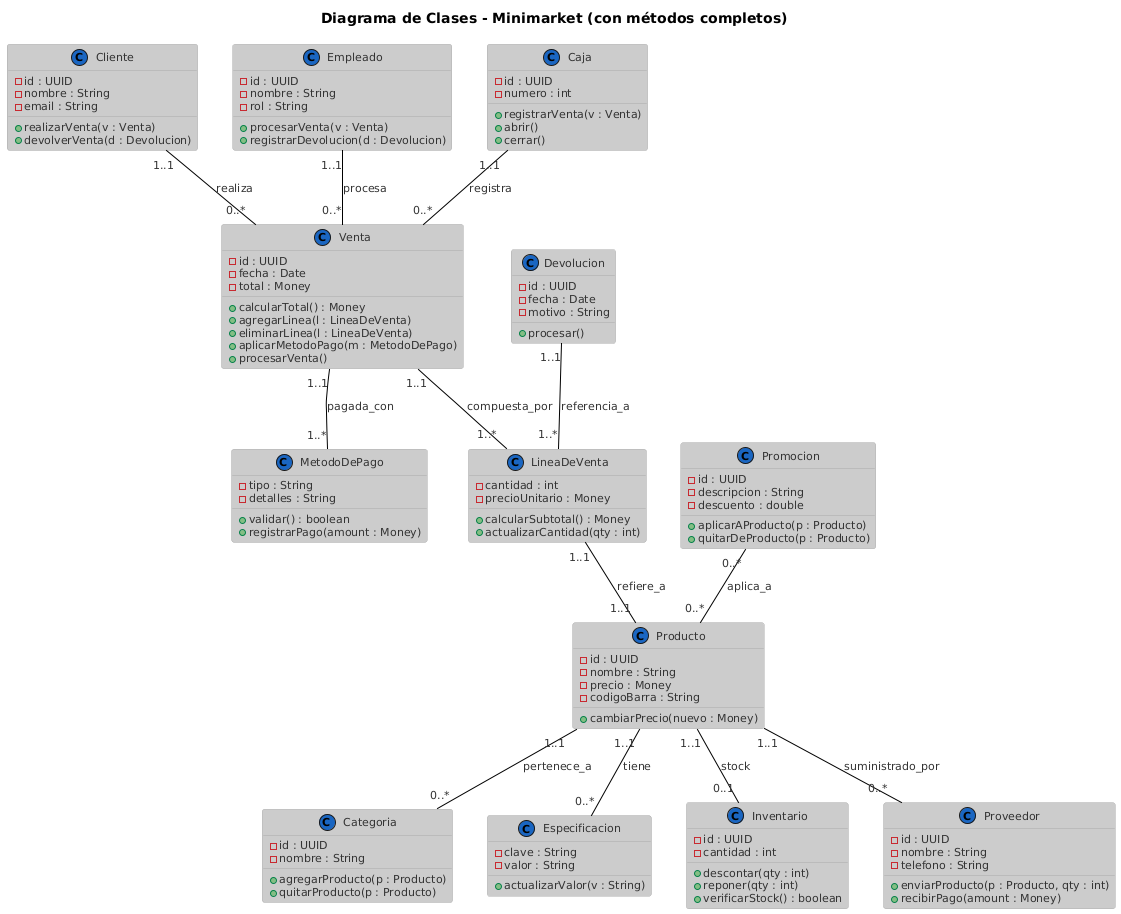 Diagrama de Clases - Minimarket (con métodos completos)
C Cliente
id : UUID
nombre : String
email : String
realizarVenta(v : Venta)
devolverVenta(d : Devolucion)
C Empleado
id : UUID
nombre : String
rol : String
procesarVenta(v : Venta)
registrarDevolucion(d : Devolucion)
C Caja
id : UUID
numero : int
registrarVenta(v : Venta)
abrir()
cerrar()
1..1
realiza
0..*
1..1
procesa
0..*
1..1
registra
0..*
C Venta
id : UUID
fecha : Date
total : Money
calcularTotal() : Money
agregarLinea(l : LineaDeVenta)
eliminarLinea(l : LineaDeVenta)
aplicarMetodoPago(m : MetodoDePago)
procesarVenta()
C Devolucion
id : UUID
fecha : Date
motivo : String
procesar()
1..1
pagada_con
1..*
1..1
compuesta_por
1..*
1..1
referencia_a
1..*
C MetodoDePago
tipo : String
detalles : String
validar() : boolean
registrarPago(amount : Money)
C LineaDeVenta
cantidad : int
precioUnitario : Money
calcularSubtotal() : Money
actualizarCantidad(qty : int)
C Promocion
id : UUID
descripcion : String
descuento : double
aplicarAProducto(p : Producto)
quitarDeProducto(p : Producto)
1..1
refiere_a
1..1
0..*
aplica_a
0..*
C Producto
id : UUID
nombre : String
precio : Money
codigoBarra : String
cambiarPrecio(nuevo : Money)
1..1
pertenece_a
0..*
1..1
tiene
0..*
1..1
stock
0..1
1..1
suministrado_por
0..*
C Categoria
id : UUID
nombre : String
agregarProducto(p : Producto)
quitarProducto(p : Producto)
C Especificacion
clave : String
valor : String
actualizarValor(v : String)
C Inventario
id : UUID
cantidad : int
descontar(qty : int)
reponer(qty : int)
verificarStock() : boolean
C Proveedor
id : UUID
nombre : String
telefono : String
enviarProducto(p : Producto, qty : int)
recibirPago(amount : Money)